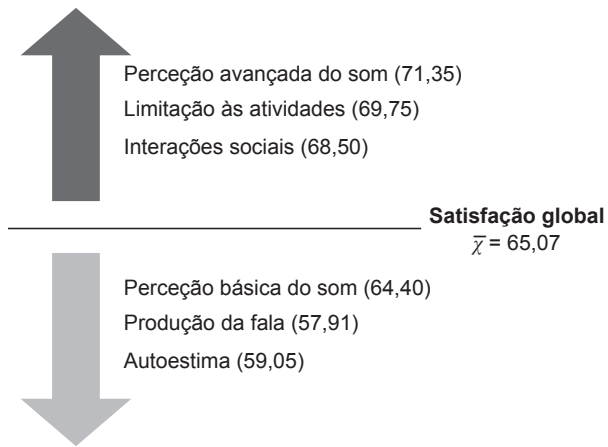 Perceção avançada do som (71,35)
Limitação às atividades (69,75)
Interações sociais (68,50)
Satisfação global
χ̅ = 65,07
Perceção básica do som (64,40)
Produção da fala (57,91)
Autoestima (59,05)